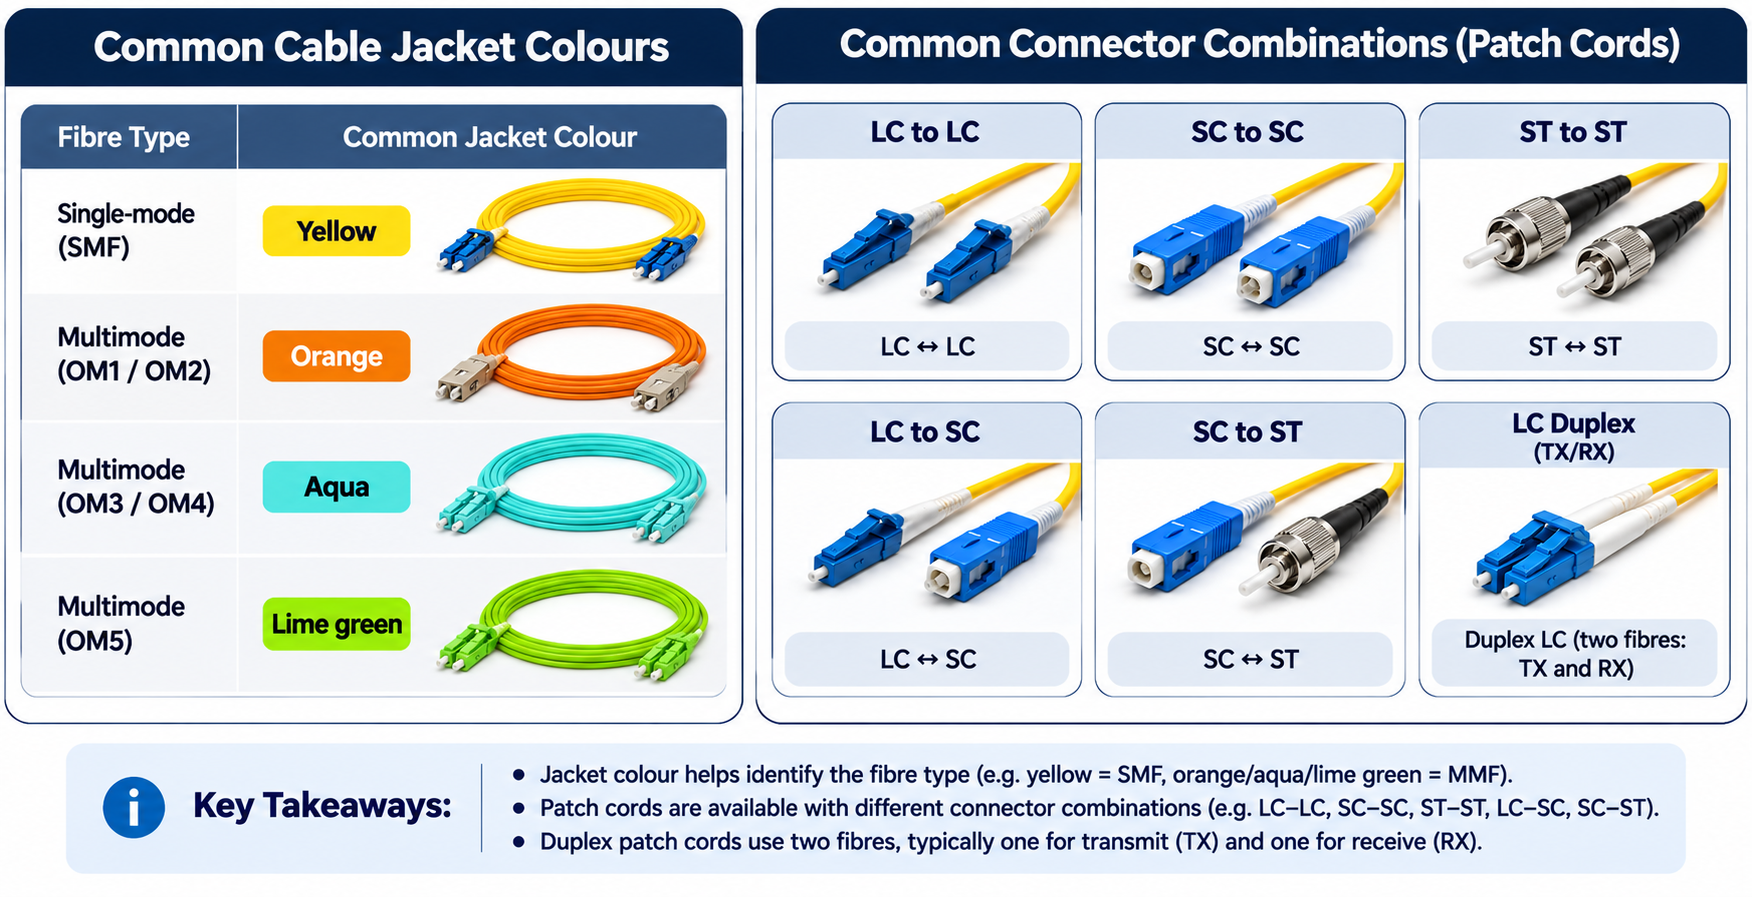 Common Cable Jacket Colours
Fibre Type
Common Jacket Colour
Single-mode
(SMF)
Yellow
Multimode
(OM1 / OM2)
Orange
Multimode
(OM3 / OM4)
Aqua
Multimode
(OM5)
Lime green
Common Connector Combinations (Patch Cords)
LC to LC
LC ↔ LC
SC to SC
SC ↔ SC
ST to ST
ST ↔ ST
LC to SC
LC ↔ SC
SC to ST
SC ↔ ST
LC Duplex
(TX/RX)
Duplex LC (two fibres:
TX and RX)
i
Key Takeaways:
• Jacket colour helps identify the fibre type (e.g. yellow = SMF, orange/aqua/lime green = MMF).
• Patch cords are available with different connector combinations (e.g. LC–LC, SC–SC, ST–ST, LC–SC, SC–ST).
• Duplex patch cords use two fibres, typically one for transmit (TX) and one for receive (RX).